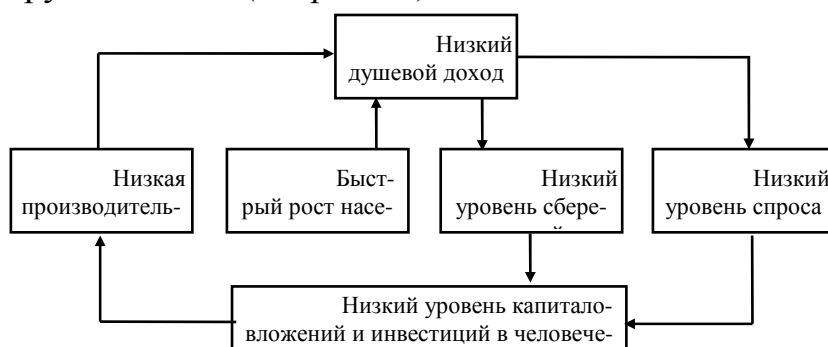 Низкий
душевой доход
Низкая
производитель-
Быст-
рый рост насе-
Низкий
уровень сбере-
Низкий
уровень спроса
Низкий уровень капитало-
вложений и инвестиций в человече-